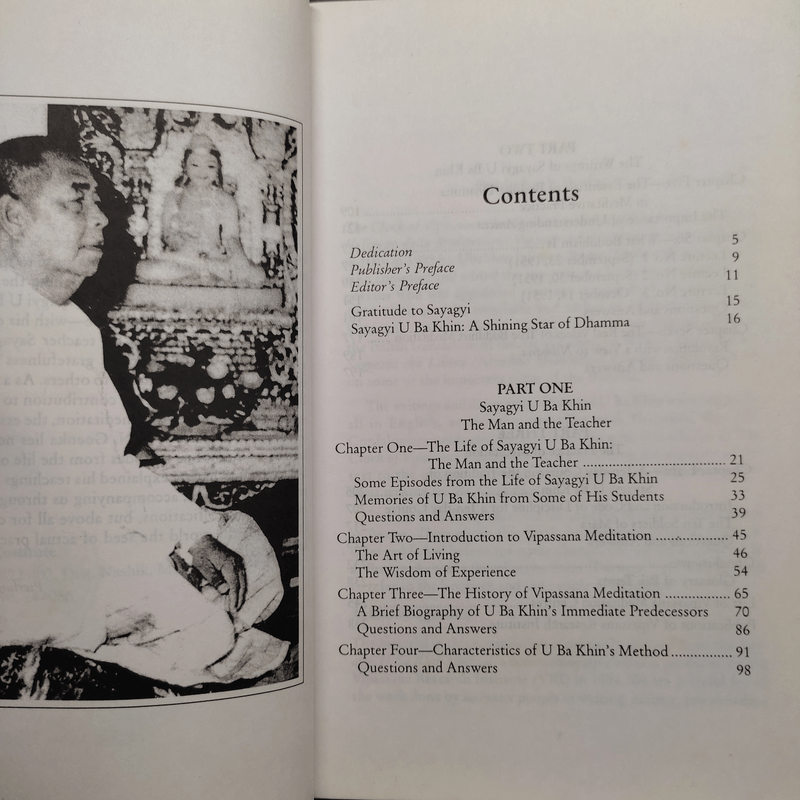 Contents
Dedication 5
Publisher's Preface 9
Editor's Preface 11
Gratitude to Sayagyi 15
Sayagyi U Ba Khin: A Shining Star of Dhamma 16
PART ONE
Sayagyi U Ba Khin
The Man and the Teacher
Chapter One—The Life of Sayagyi U Ba Khin:
The Man and the Teacher ................................... 21
Some Episodes from the Life of Sayagyi U Ba Khin 25
Memories of U Ba Khin from Some of His Students 33
Questions and Answers 39
Chapter Two—Introduction to Vipassana Meditation .................. 45
The Art of Living 46
The Wisdom of Experience 54
Chapter Three—The History of Vipassana Meditation ................ 65
A Brief Biography of U Ba Khin's Immediate Predecessors 70
Questions and Answers 86
Chapter Four—Characteristics of U Ba Khin's Method ............... 91
Questions and Answers 98